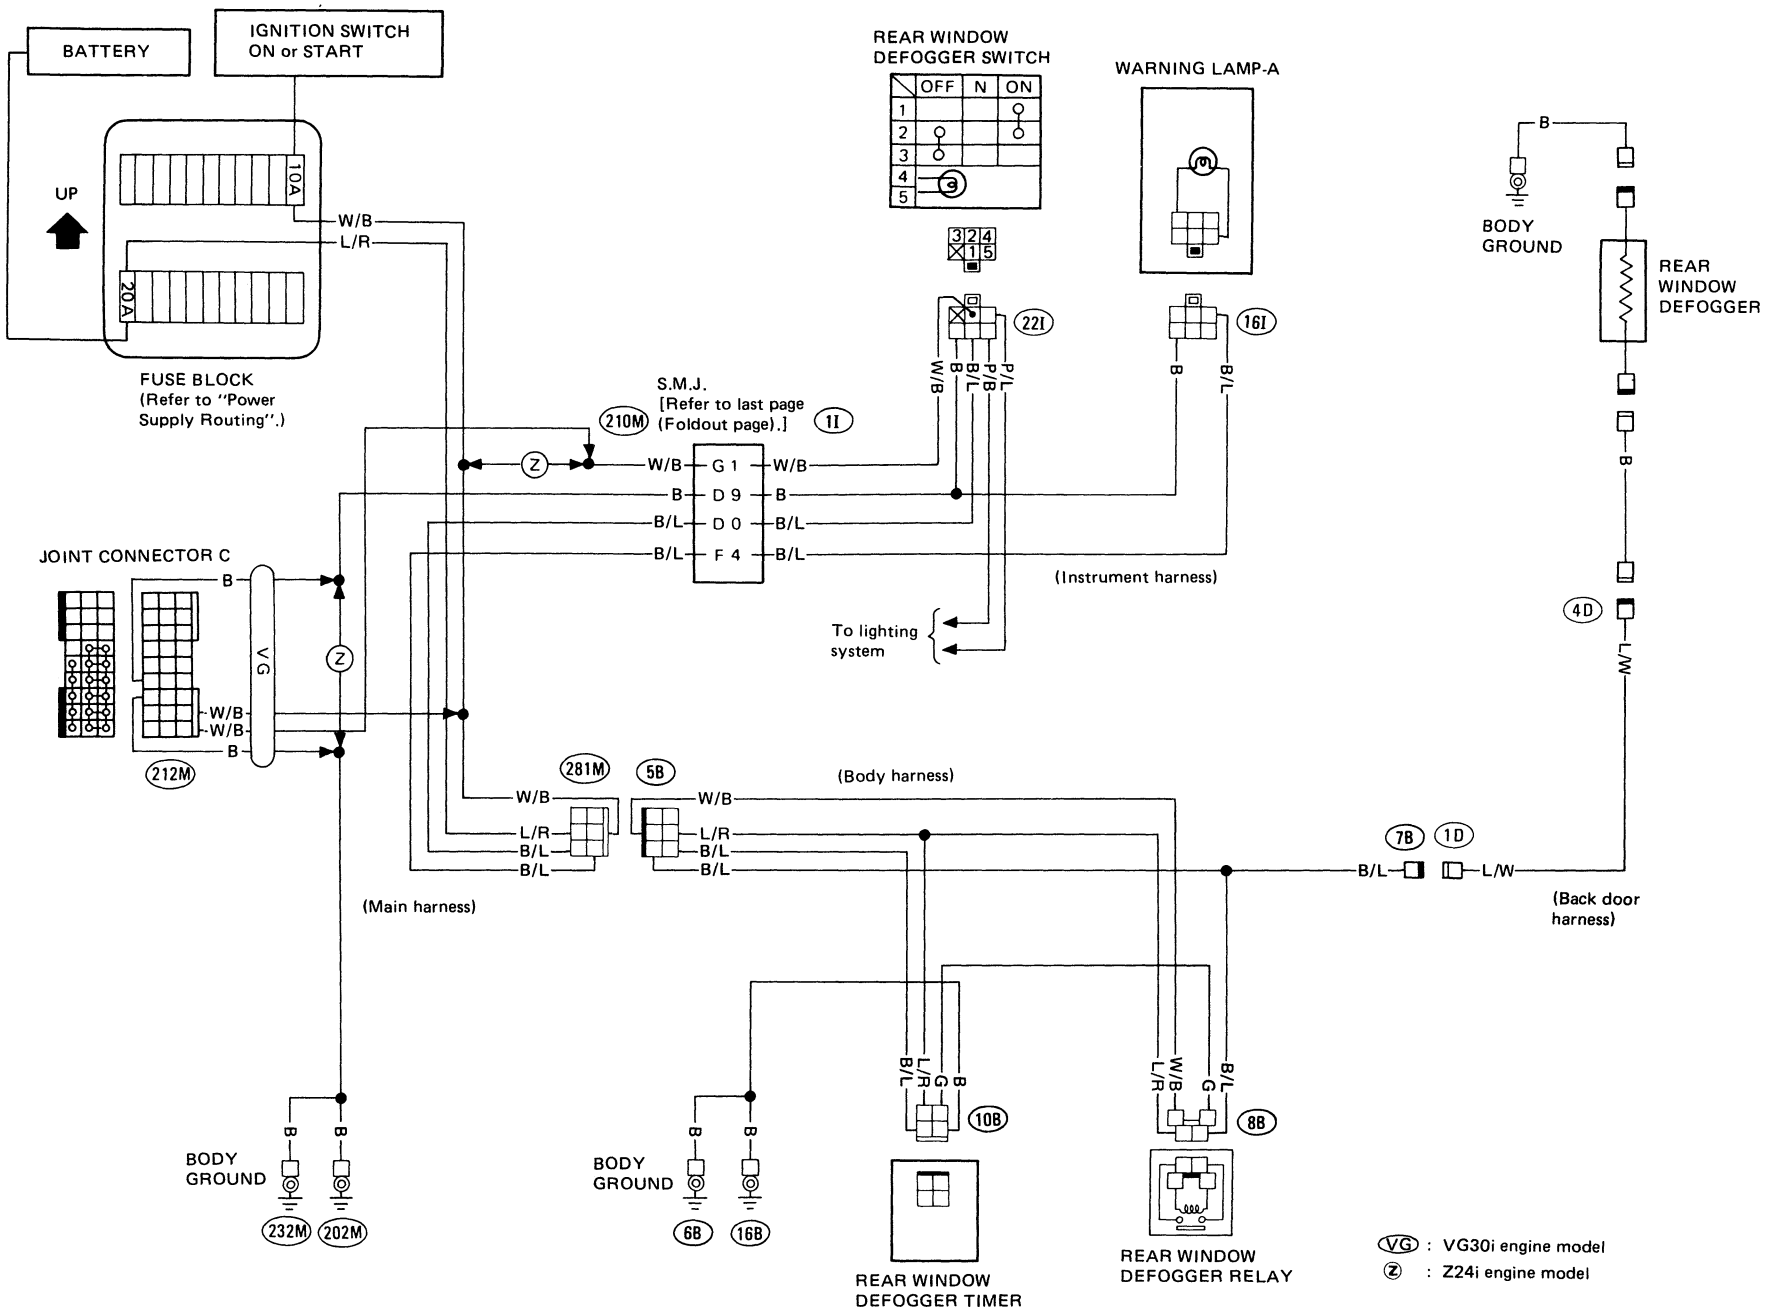 BATTERY
IGNITION SWITCH
ON or START
UP
10A
20A
W/B
L/R
FUSE BLOCK
(Refer to "Power
Supply Routing".)
REAR WINDOW
DEFOGGER SWITCH
OFF N ON
1
2
3
4
5
3 2 4
1 5
22I
W/B
B
B/L
P/B
P/L
WARNING LAMP-A
16I
B
B/L
B
BODY
GROUND
REAR
WINDOW
DEFOGGER
B
4D
L/W
S.M.J.
[Refer to last page
(Foldout page).]
210M
1I
Z
W/B G 1 W/B
B D 9 B
B/L D 0 B/L
B/L F 4 B/L
(Instrument harness)
To lighting
system
JOINT CONNECTOR C
B
VG
Z
W/B
W/B
B
212M
281M
5B
(Body harness)
W/B
L/R
B/L
B/L
W/B
L/R
B/L
B/L
7B
1D
B/L
L/W
(Back door
harness)
(Main harness)
B
B
BODY
GROUND
232M
202M
B
B
BODY
GROUND
6B
16B
B/L
L/R
G
B
10B
REAR WINDOW
DEFOGGER TIMER
L/R
W/B
G
B/L
8B
REAR WINDOW
DEFOGGER RELAY
VG : VG30i engine model
Z : Z24i engine model